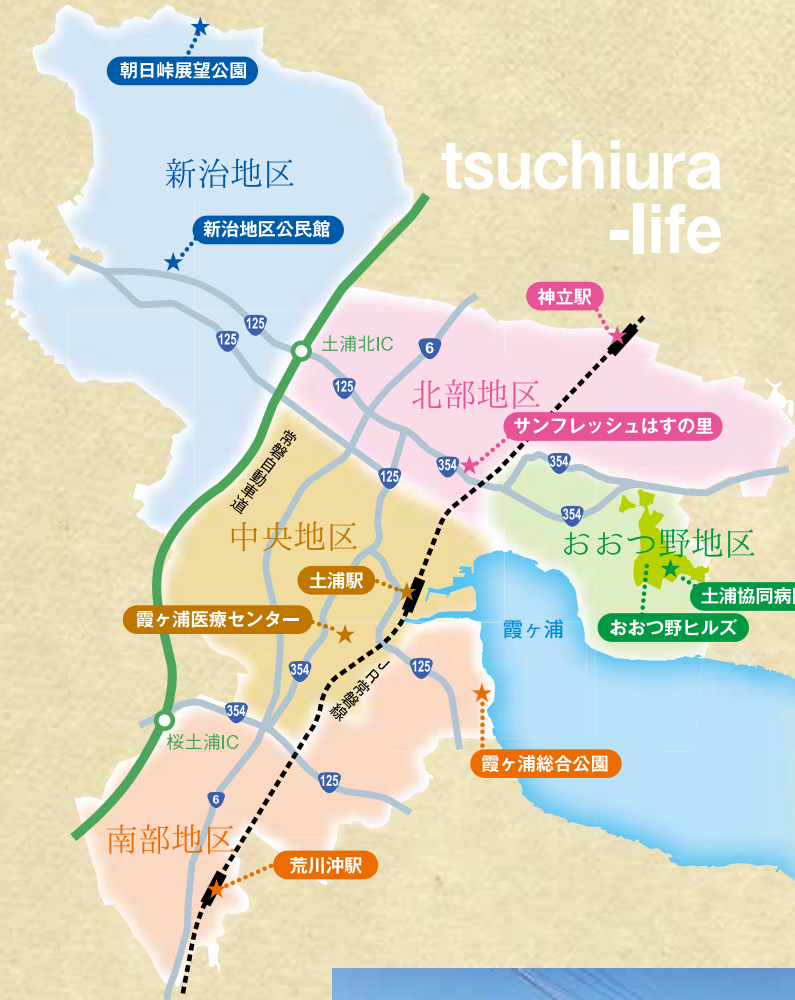 朝日峠展望公園
tsuchiura
-life
新治地区
新治地区公民館
神立駅
125
125
土浦北IC
6
125
北部地区
サンフレッシュはすの里
常磐自動車道
125
354
354
354
中央地区
おおつ野地区
土浦駅
土浦協同病
霞ヶ浦医療センター
おおつ野ヒルズ
霞ヶ浦
354
JR常磐線
125
354
桜土浦IC
霞ヶ浦総合公園
125
6
南部地区
荒川沖駅